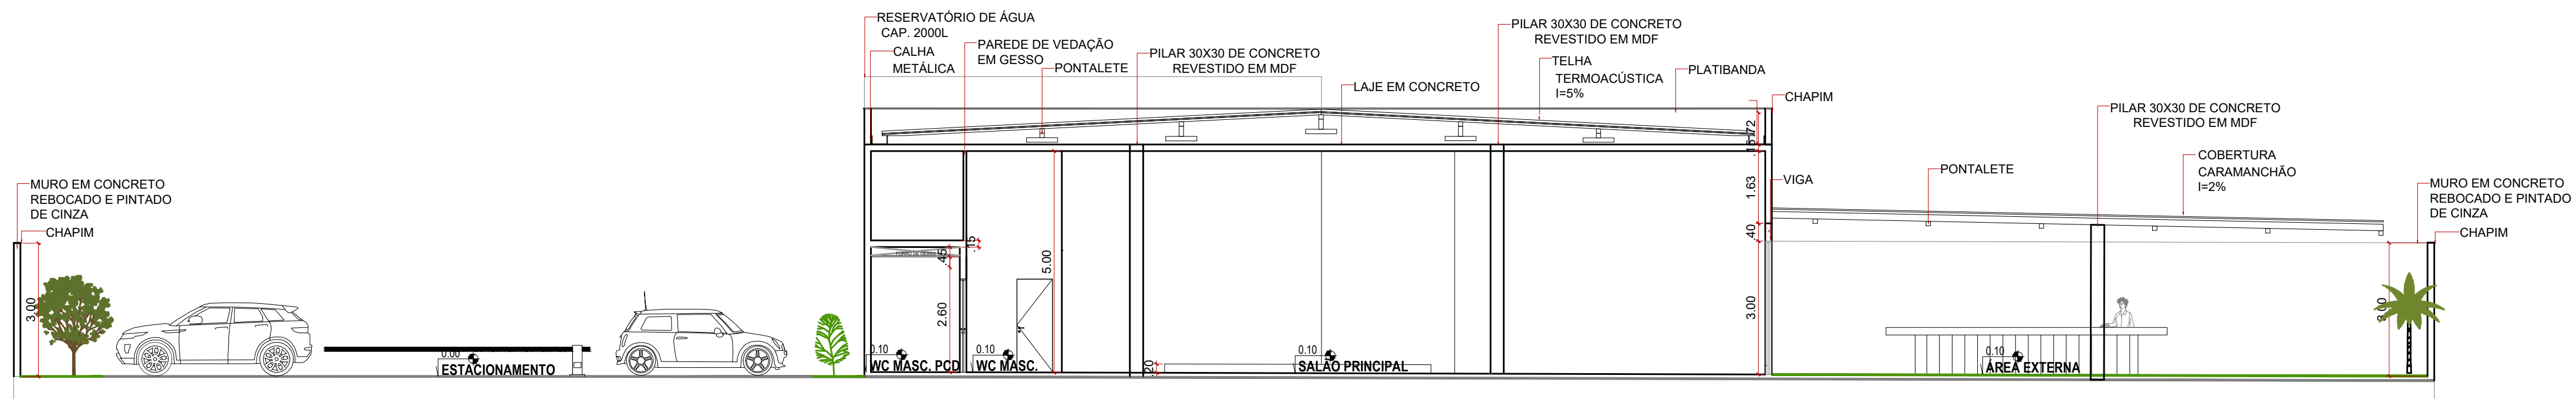 RESERVATÓRIO DE ÁGUA
CAP. 2000L
CALHA
METÁLICA
PAREDE DE VEDAÇÃO
EM GESSO
PONTALETE
PILAR 30X30 DE CONCRETO
REVESTIDO EM MDF
LAJE EM CONCRETO
PILAR 30X30 DE CONCRETO
REVESTIDO EM MDF
TELHA
TERMOACÚSTICA
I=5%
PLATIBANDA
CHAPIM
PILAR 30X30 DE CONCRETO
REVESTIDO EM MDF
PONTALETE
COBERTURA
CARAMANCHÃO
I=2%
VIGA
MURO EM CONCRETO
REBOCADO E PINTADO
DE CINZA
CHAPIM
MURO EM CONCRETO
REBOCADO E PINTADO
DE CINZA
CHAPIM
3.00
0.00
ESTACIONAMENTO
.15
.45
2.60
5.00
0.10
WC MASC. PCD
0.10
WC MASC.
.20
0.10
SALÃO PRINCIPAL
.15
1.63
.40
3.00
0.10
ÁREA EXTERNA
3.00